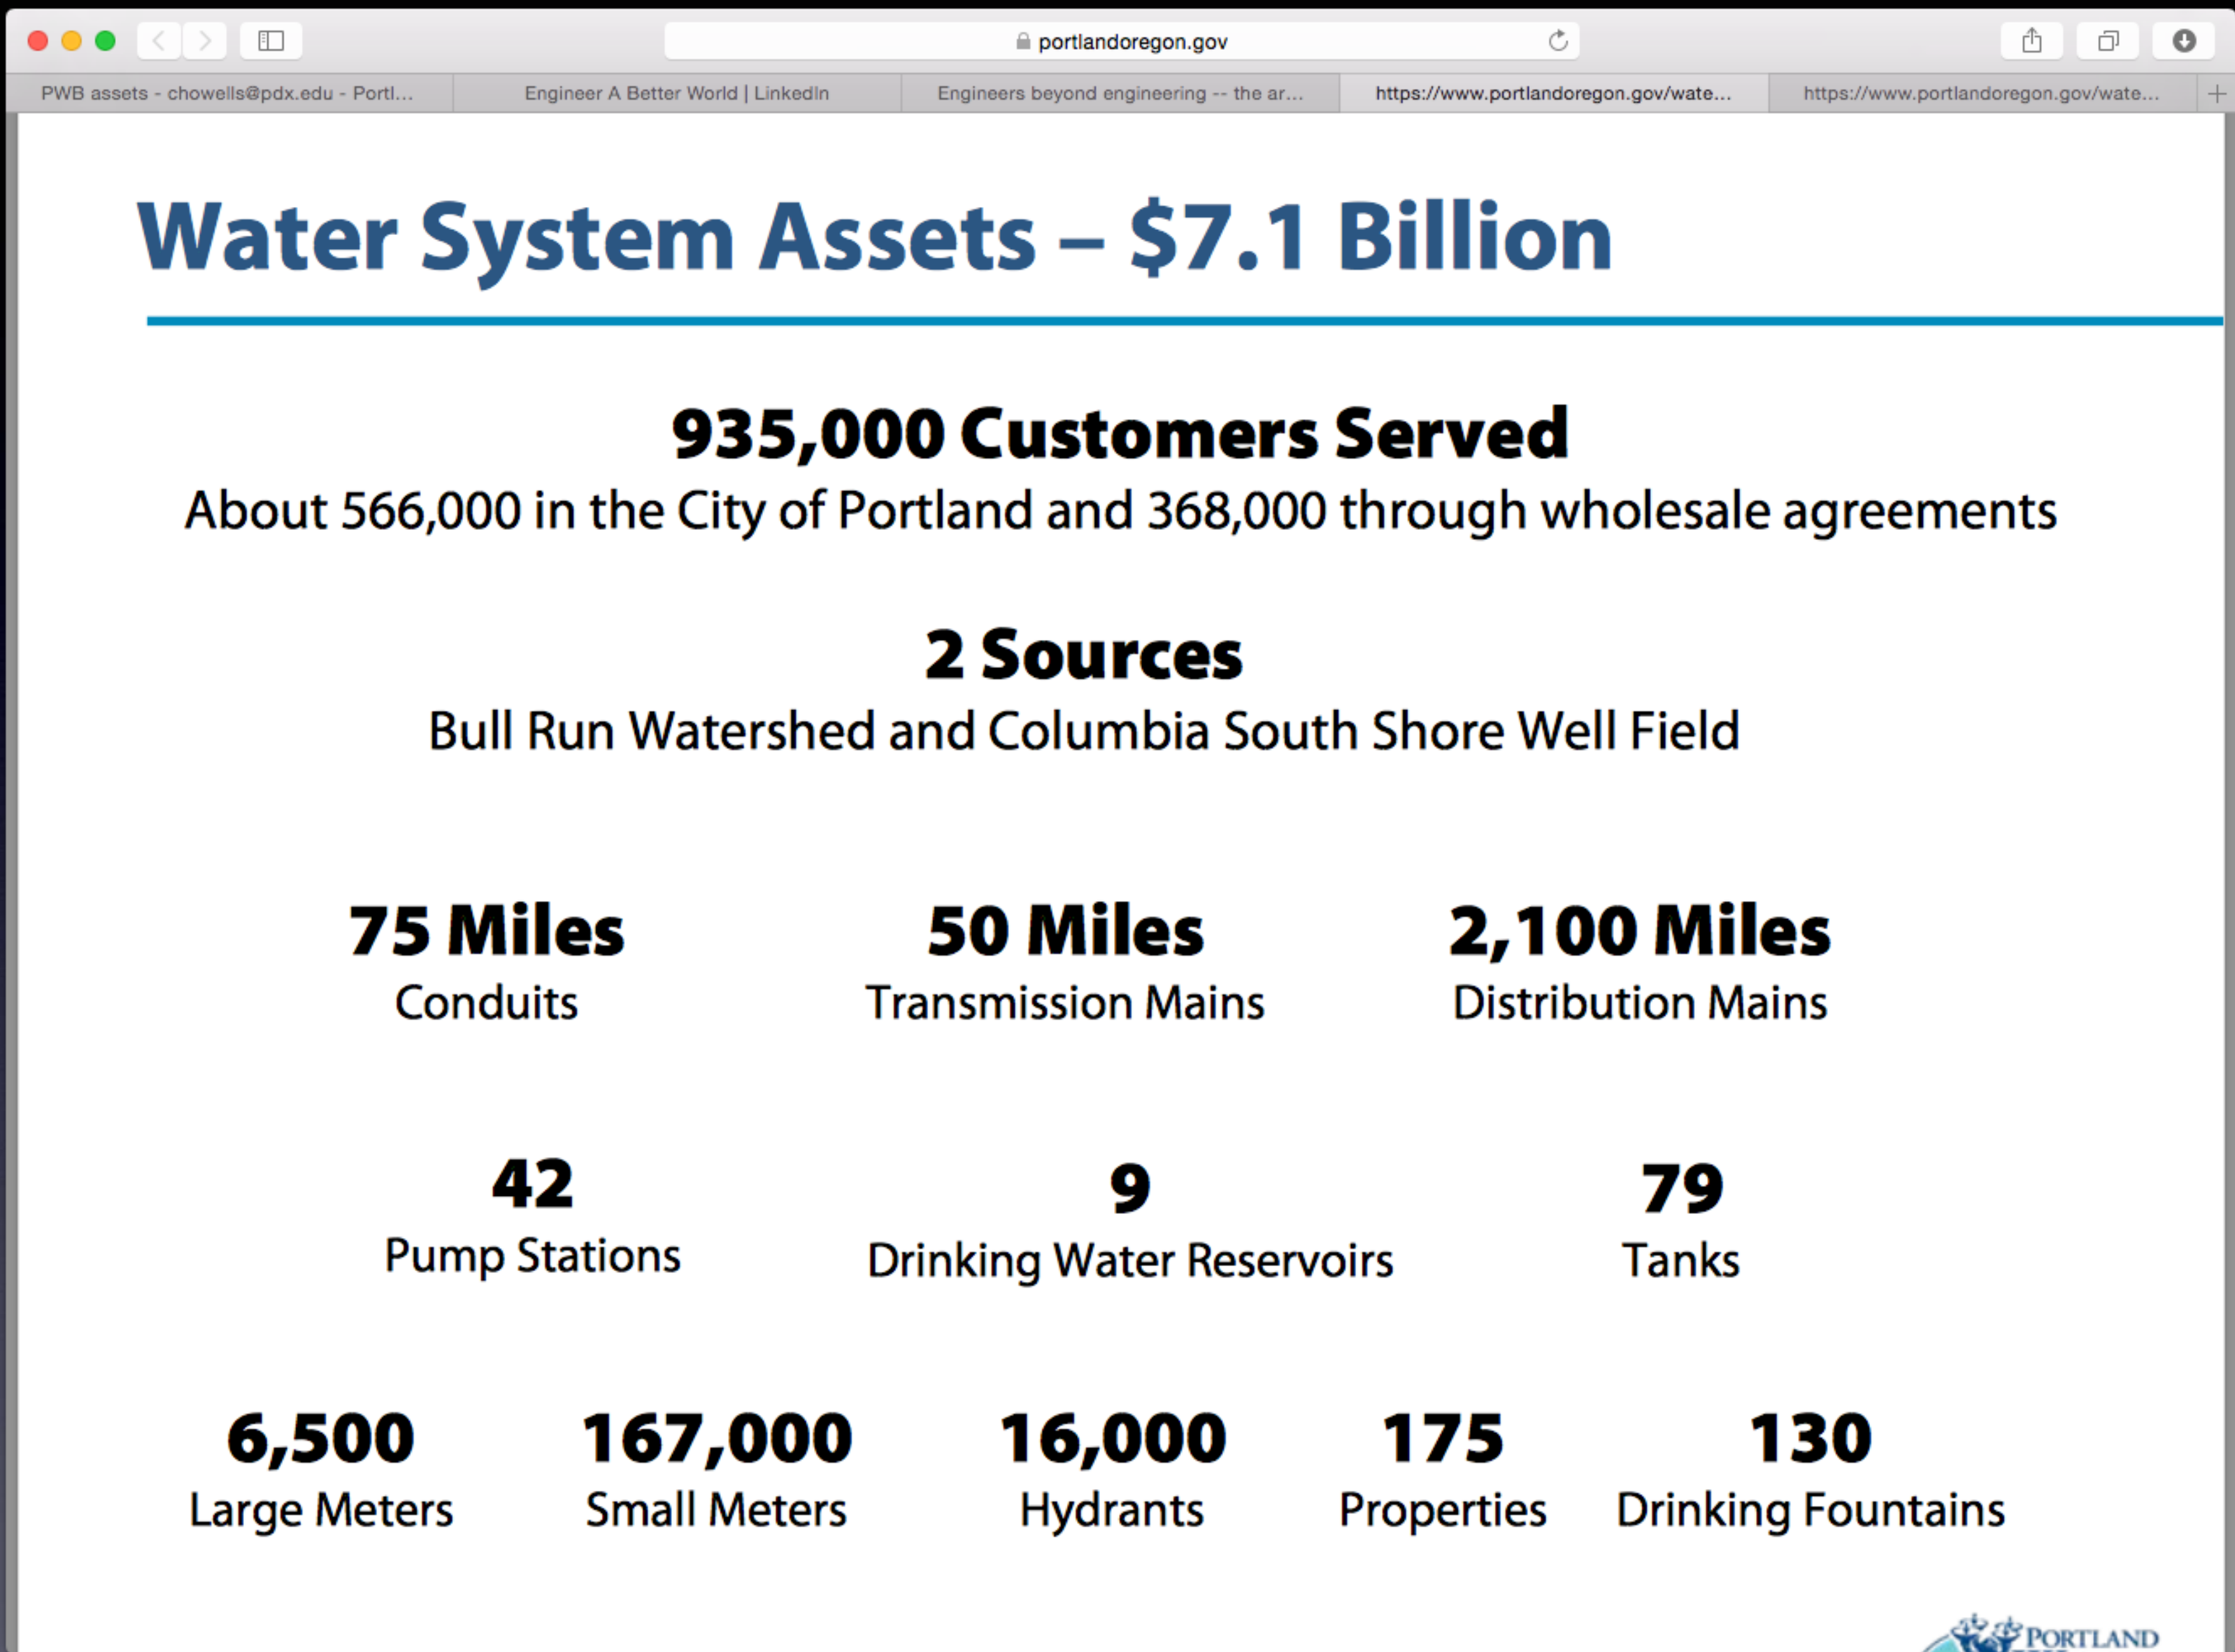 portlandoregon.gov
PWB assets - chowells@pdx.edu - Portl...
Engineer A Better World | LinkedIn
Engineers beyond engineering -- the ar...
https://www.portlandoregon.gov/wate...
https://www.portlandoregon.gov/wate...
Water System Assets – $7.1 Billion
935,000 Customers Served
About 566,000 in the City of Portland and 368,000 through wholesale agreements
2 Sources
Bull Run Watershed and Columbia South Shore Well Field
75 Miles
Conduits
50 Miles
Transmission Mains
2,100 Miles
Distribution Mains
42
Pump Stations
9
Drinking Water Reservoirs
79
Tanks
6,500
Large Meters
167,000
Small Meters
16,000
Hydrants
175
Properties
130
Drinking Fountains
PORTLAND